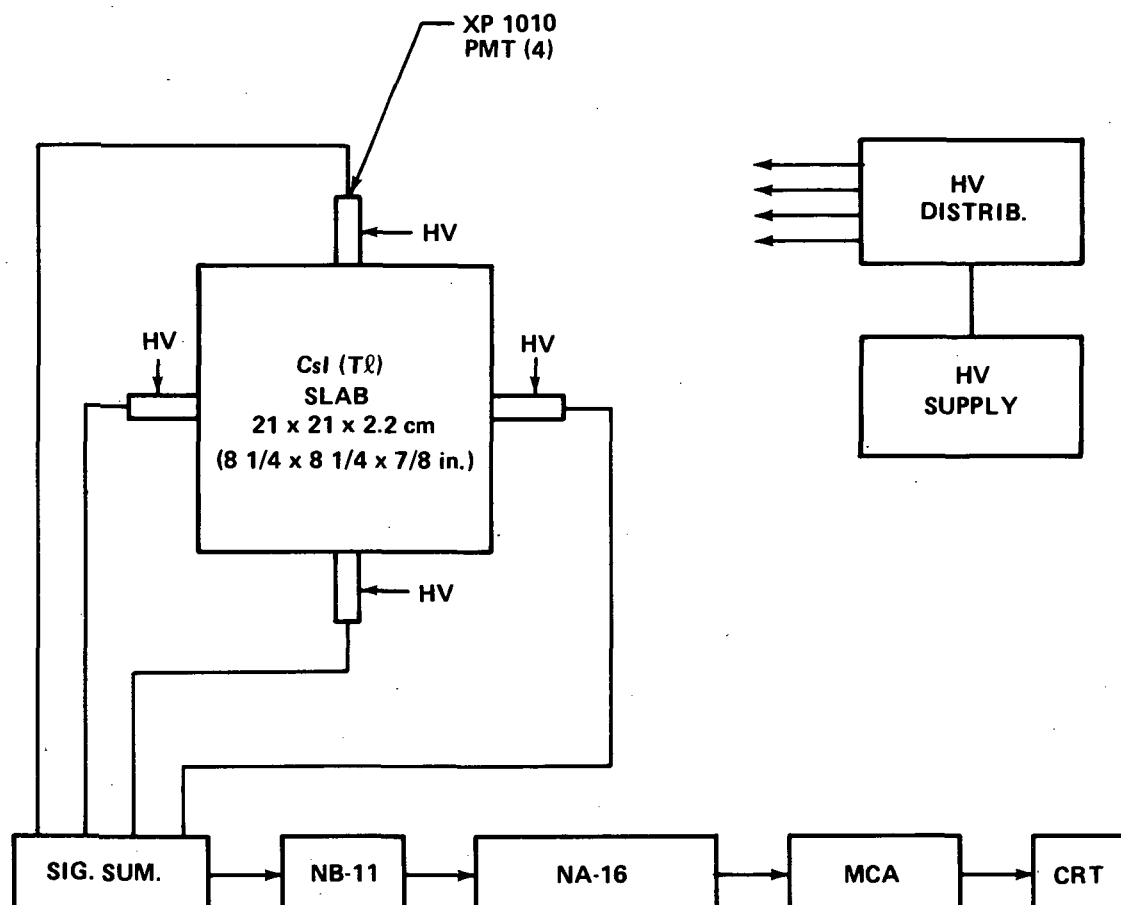 XP 1010
PMT (4)
HV
HV
DISTRIB.
HV
HV
CsI (Tℓ)
SLAB
21 x 21 x 2.2 cm
(8 1/4 x 8 1/4 x 7/8 in.)
HV
SUPPLY
HV
SIG. SUM.
NB-11
NA-16
MCA
CRT